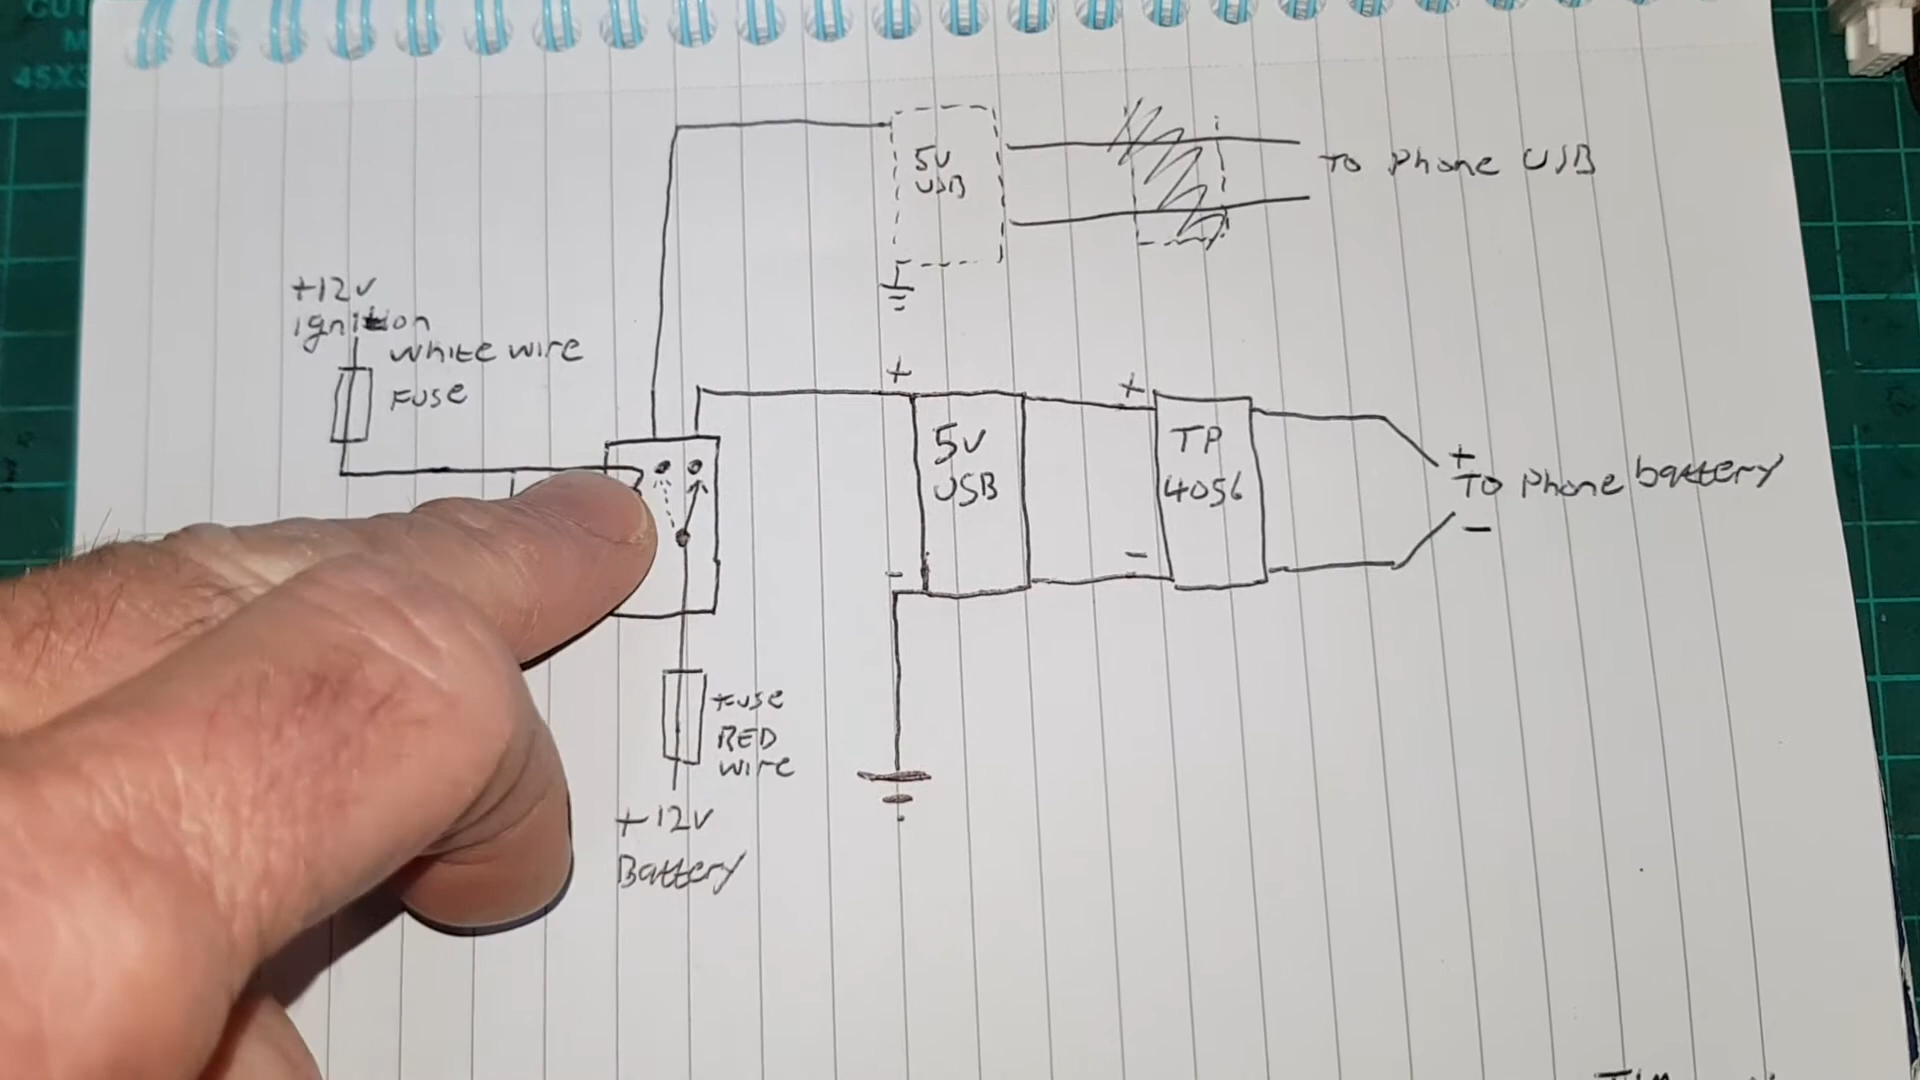 45X3
5V
USB
To Phone USB
+12V
ignition
White wire
Fuse
+
+
5V
USB
TP
4056
+
To Phone battery
-
-
-
Fuse
RED
wire
+12V
Battery